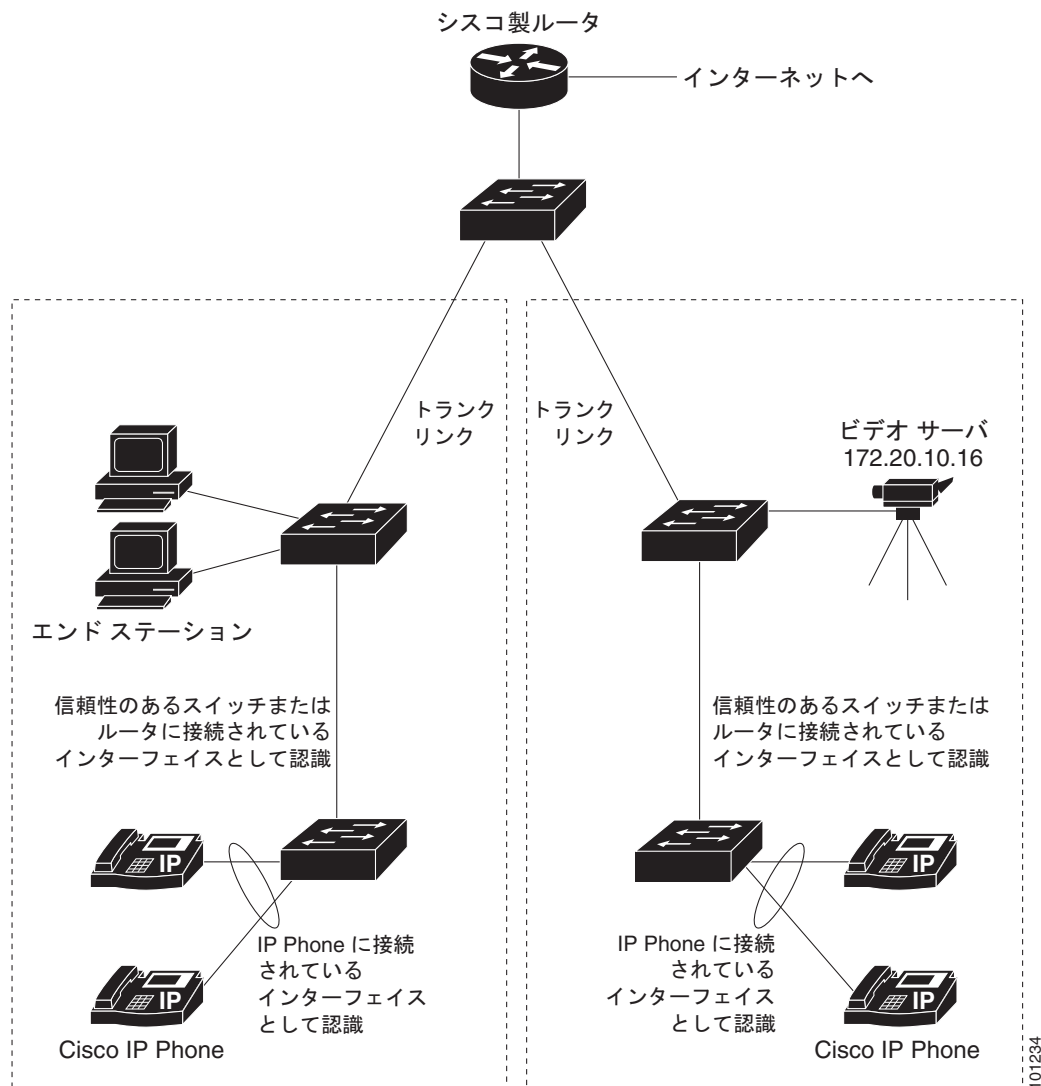 シスコ製ルータ
インターネットへ
トランク
リンク
トランク
リンク
ビデオ サーバ
172.20.10.16
エンド ステーション
信頼性のあるスイッチまたは
ルータに接続されている
インターフェイスとして認識
信頼性のあるスイッチまたは
ルータに接続されている
インターフェイスとして認識
IP
IP
IP Phone に接続
されている
インターフェイス
として認識
IP Phone に接続
されている
インターフェイス
として認識
IP
IP
Cisco IP Phone
Cisco IP Phone
101234